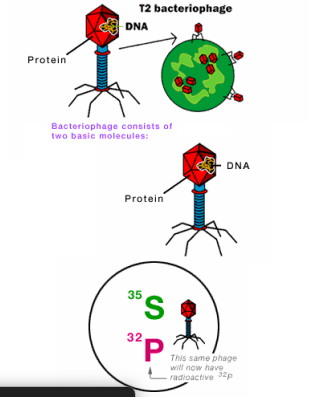 T2 bacteriophage
DNA
Protein
Bacteriophage consists of
two basic molecules:
DNA
Protein
35
S
32
P
This same phage
will now have
radioactive 32P